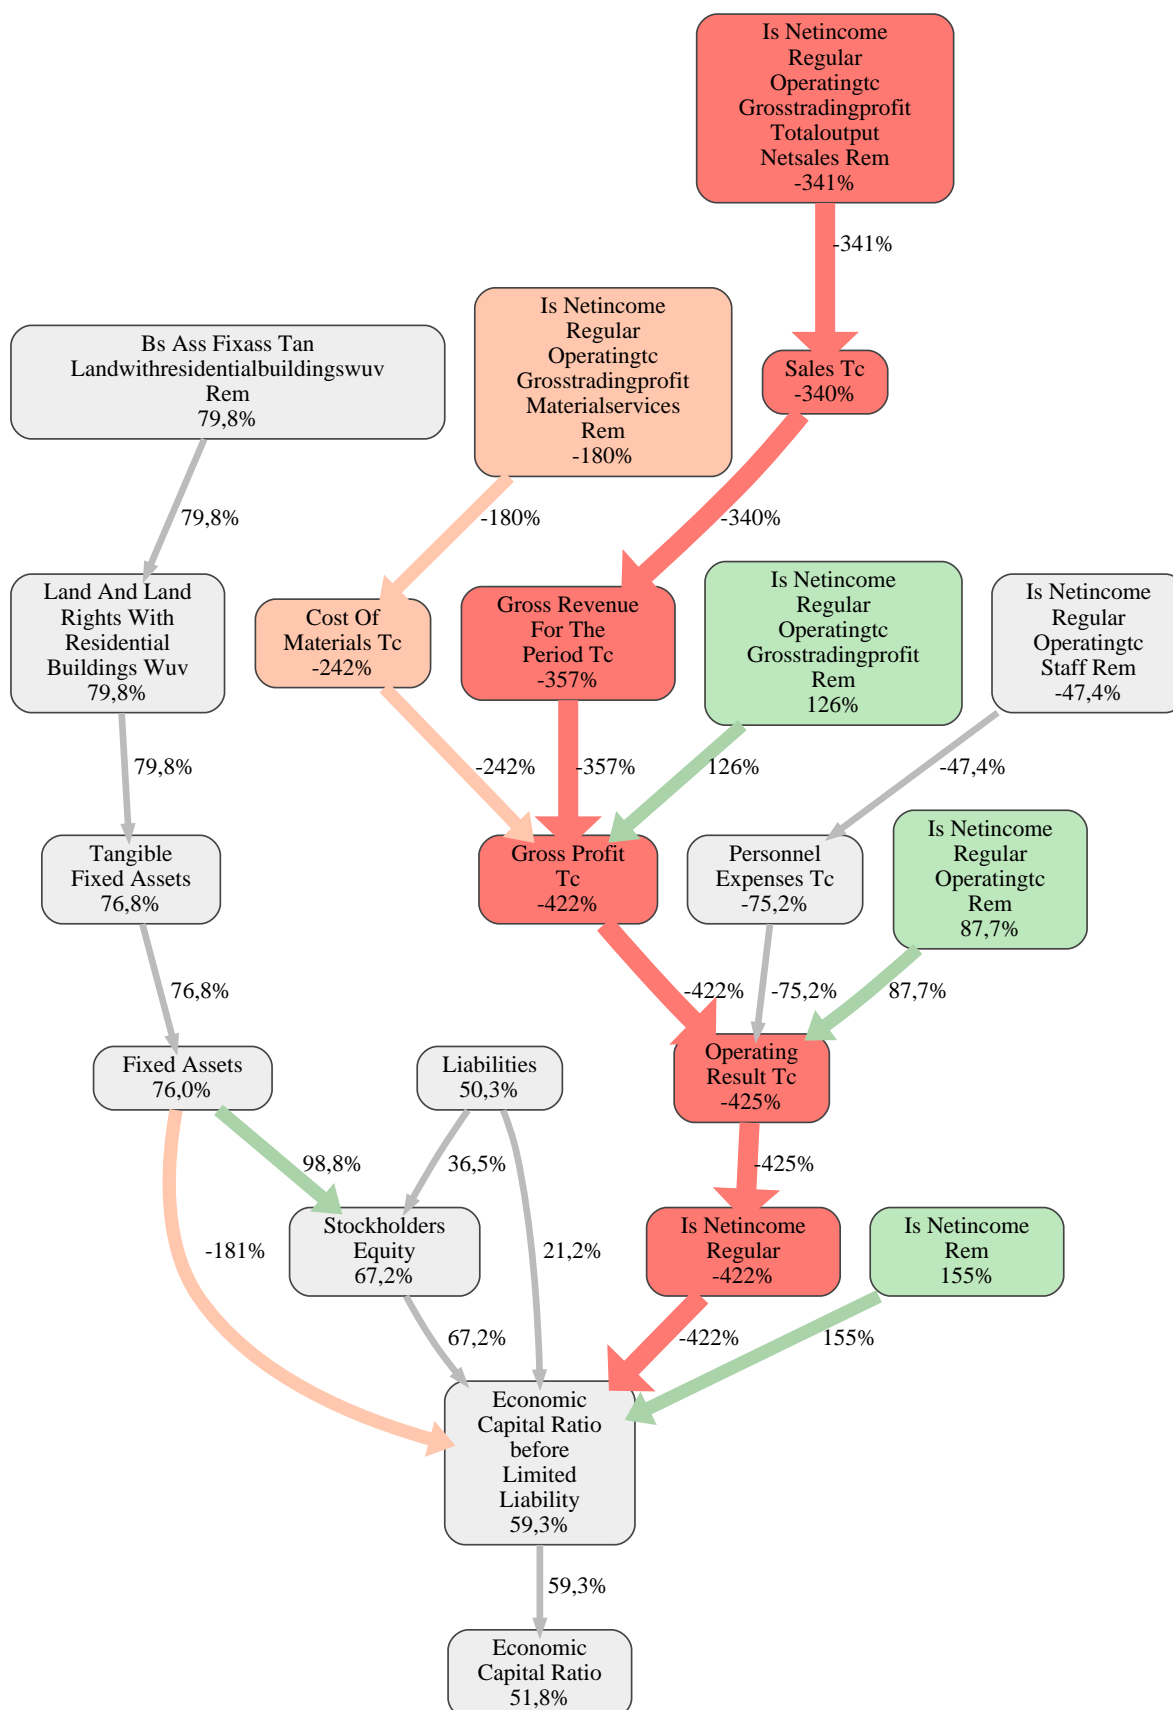 Is Netincome
Regular
Operatingtc
Grosstradingprofit
Totaloutput
Netsales Rem
-341%
-341%
Is Netincome
Regular
Operatingtc
Grosstradingprofit
Materialservices
Rem
-180%
Bs Ass Fixass Tan
Landwithresidentialbuildingswuv
Rem
79,8%
Sales Tc
-340%
79,8%
-180%
-340%
Land And Land
Rights With
Residential
Buildings Wuv
79,8%
Cost Of
Materials Tc
-242%
Gross Revenue
For The
Period Tc
-357%
Is Netincome
Regular
Operatingtc
Grosstradingprofit
Rem
126%
Is Netincome
Regular
Operatingtc
Staff Rem
-47,4%
79,8%
-242%
-357%
126%
-47,4%
Tangible
Fixed Assets
76,8%
Gross Profit
Tc
-422%
Personnel
Expenses Tc
-75,2%
Is Netincome
Regular
Operatingtc
Rem
87,7%
76,8%
-422%
-75,2%
87,7%
Fixed Assets
76,0%
Liabilities
50,3%
Operating
Result Tc
-425%
98,8%
36,5%
-425%
Stockholders
Equity
67,2%
Is Netincome
Regular
-422%
Is Netincome
Rem
155%
-181%
21,2%
67,2%
-422%
155%
Economic
Capital Ratio
before
Limited
Liability
59,3%
59,3%
Economic
Capital Ratio
51,8%